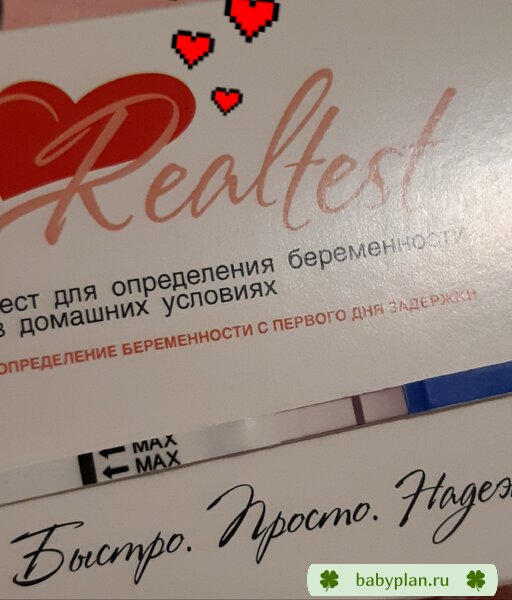 Realtest
ест для определения беременности
в домашних условиях
ОПРЕДЕЛЕНИЕ БЕРЕМЕННОСТИ С ПЕРВОГО ДНЯ ЗАДЕРЖКИ
MAX
MAX
Быстро. Просто. Надеж
babyplan.ru